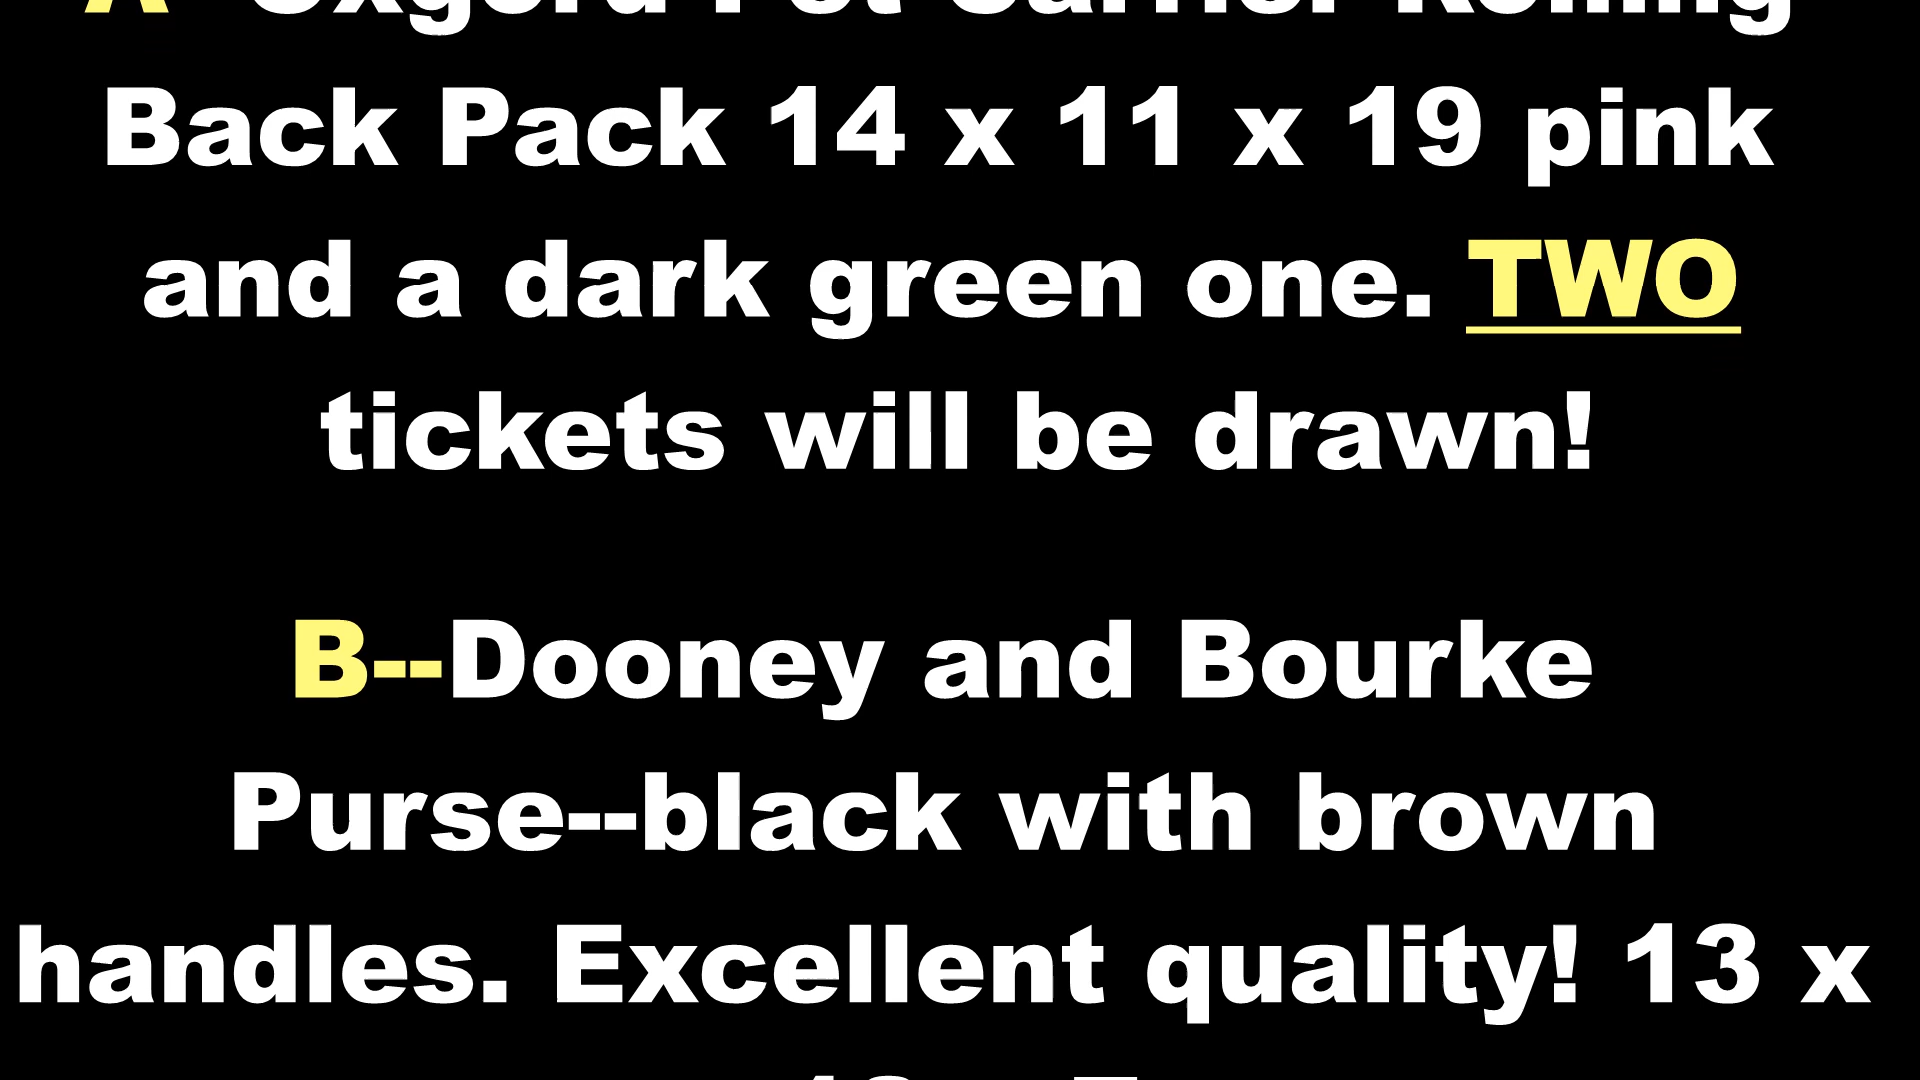 Back Pack 14 x 11 x 19 pink
and a dark green one. TWO
tickets will be drawn!
B--Dooney and Bourke
Purse--black with brown
handles. Excellent quality! 13 x